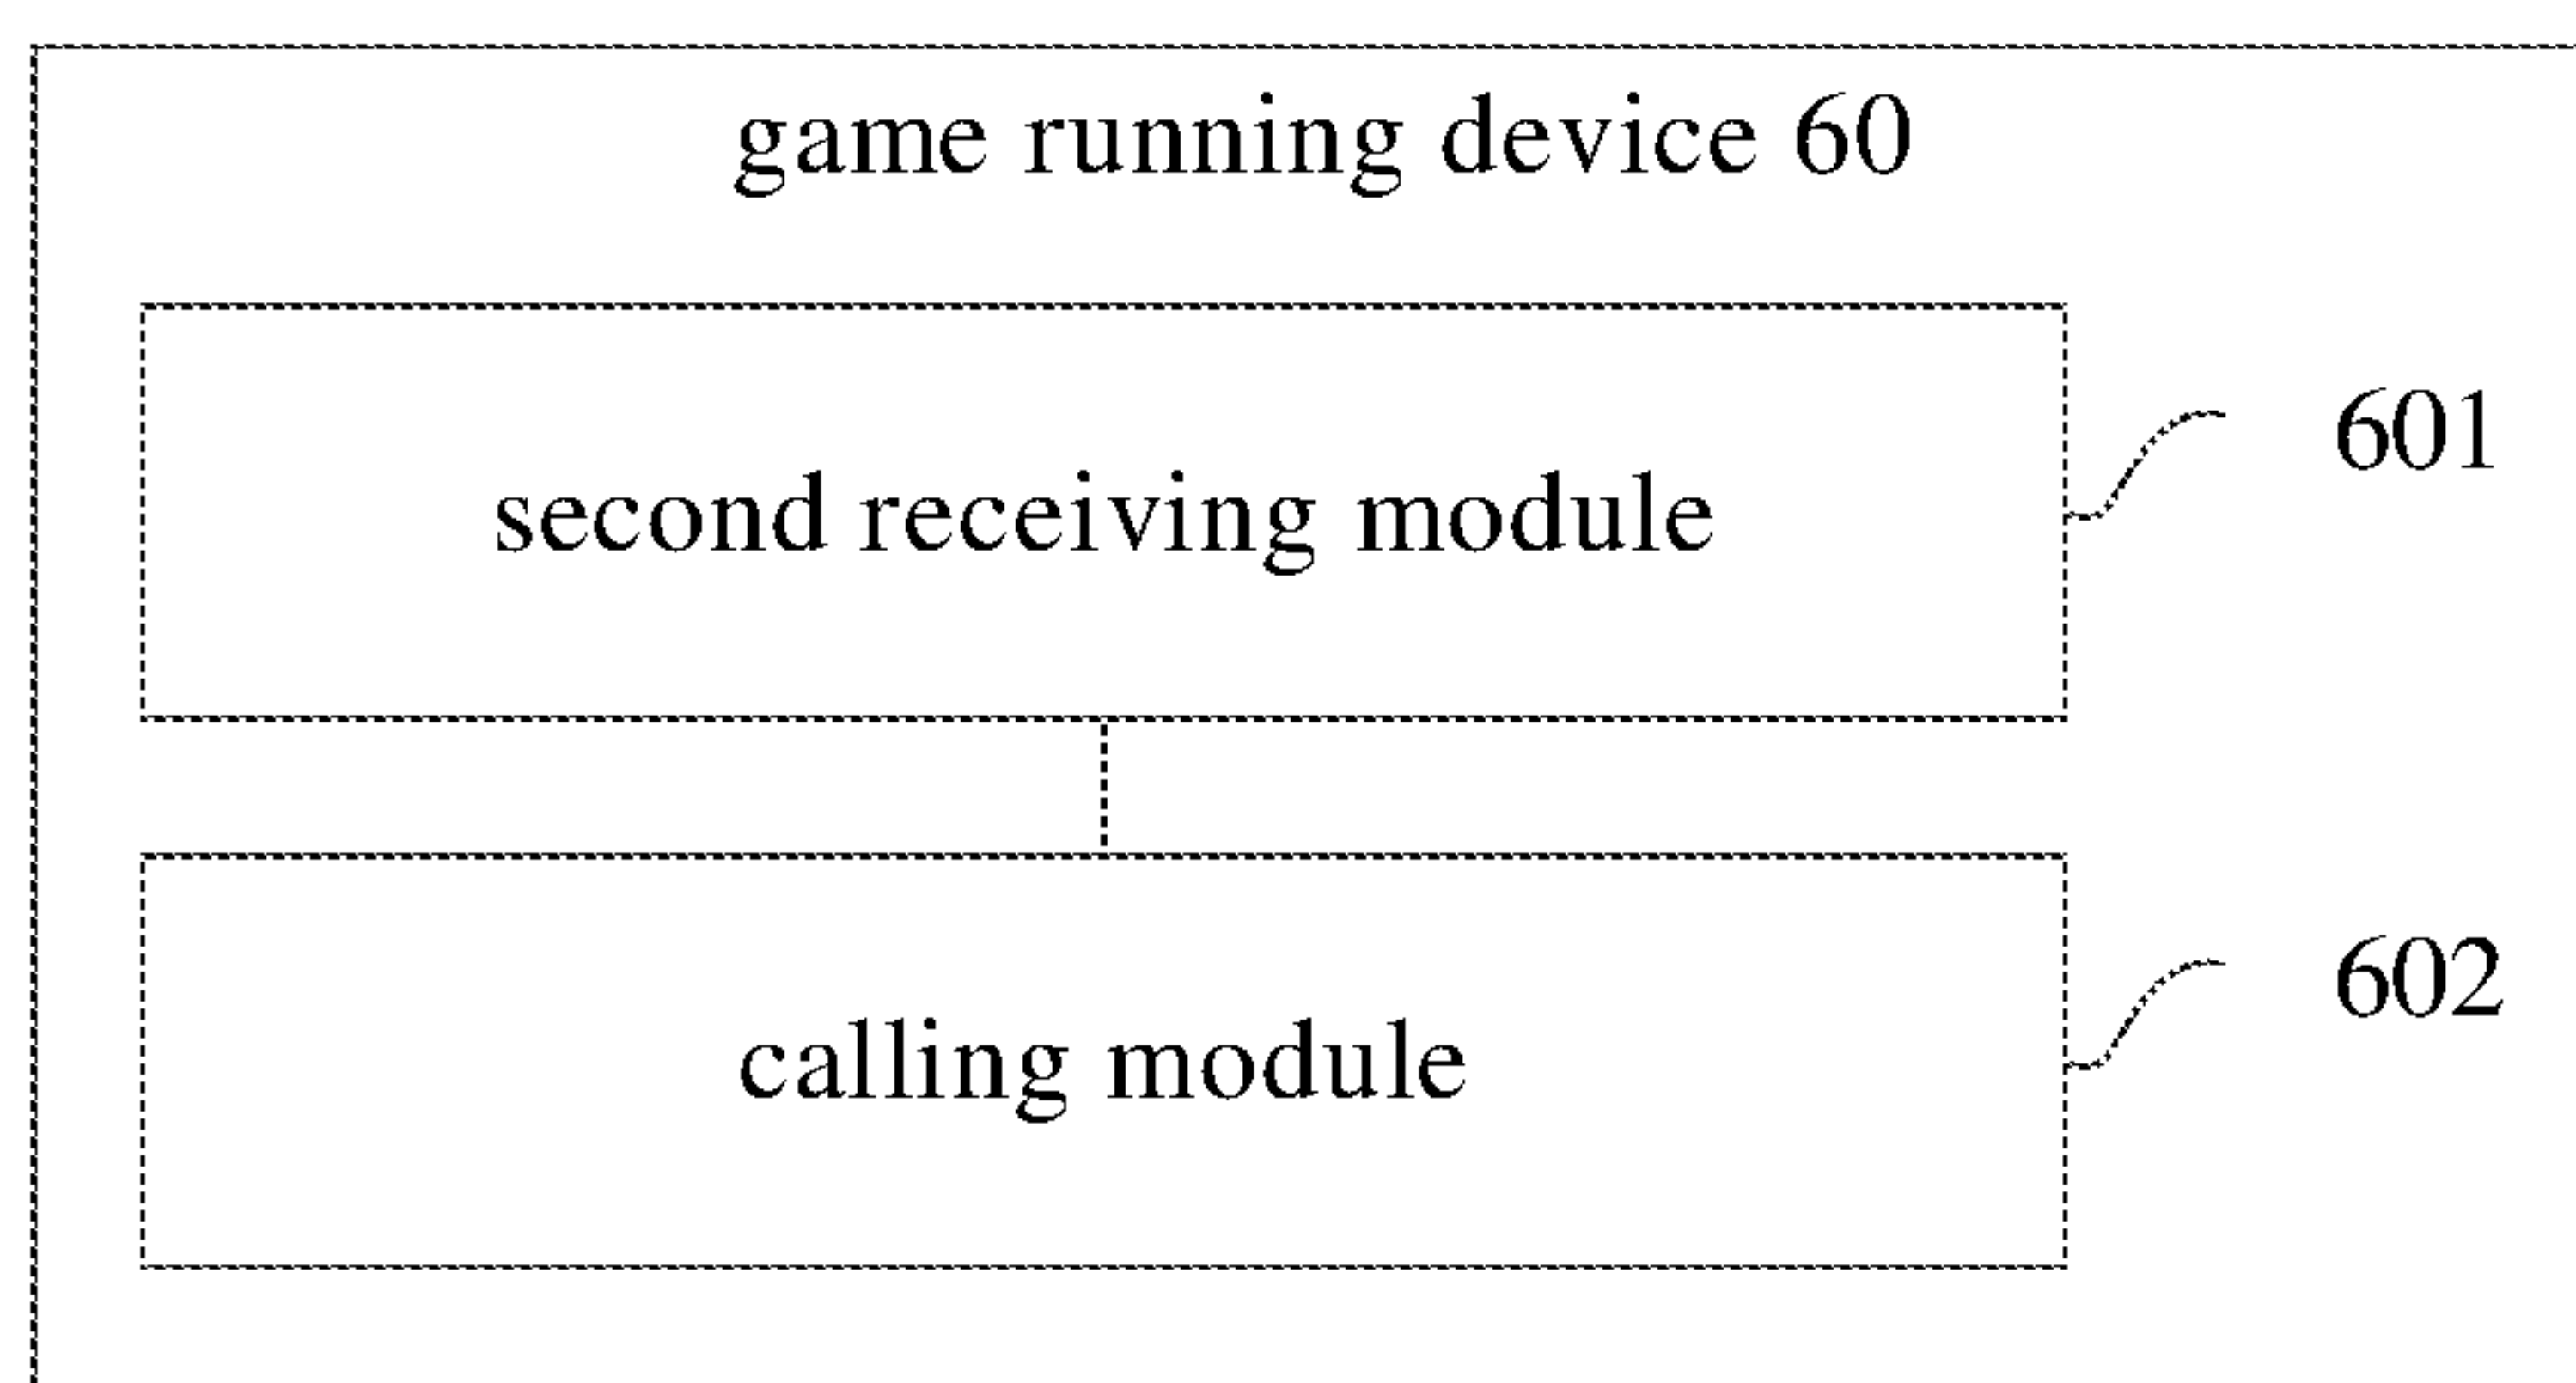 game running device 60
second receiving module
601
calling module
602